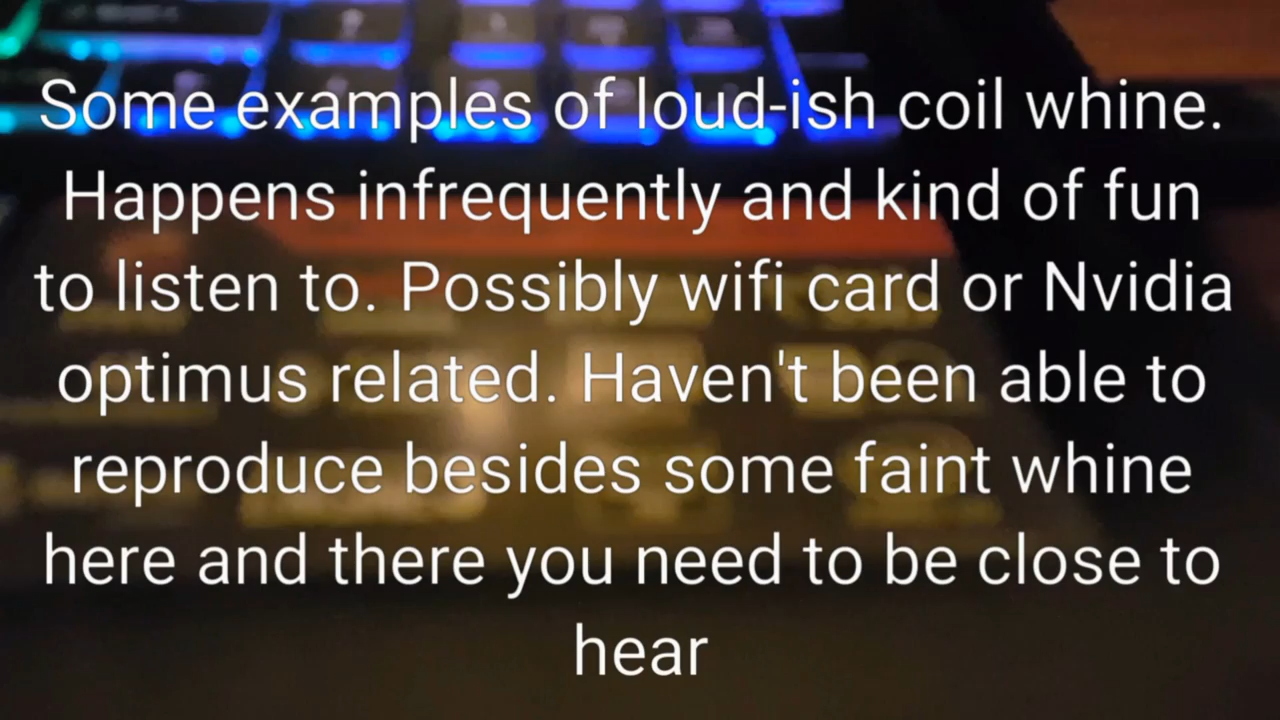 Some examples of loud-ish coil whine.
Happens infrequently and kind of fun
to listen to. Possibly wifi card or Nvidia
optimus related. Haven't been able to
reproduce besides some faint whine
here and there you need to be close to
hear